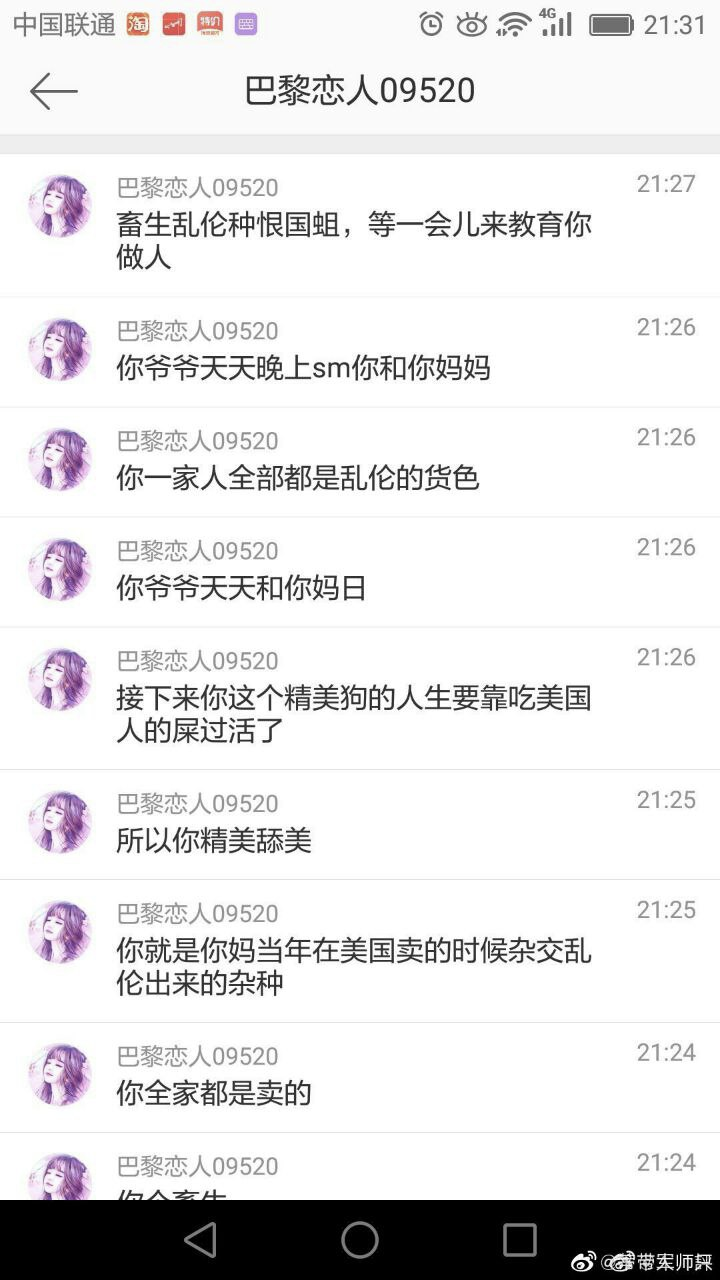 中国联通
4G
21:31
巴黎恋人09520
巴黎恋人09520
21:27
畜生乱伦种恨国蛆，等一会儿来教育你
做人
巴黎恋人09520
21:26
你爷爷天天晚上sm你和你妈妈
巴黎恋人09520
21:26
你一家人全部都是乱伦的货色
巴黎恋人09520
21:26
你爷爷天天和你妈日
巴黎恋人09520
21:26
接下来你这个精美狗的人生要靠吃美国
人的屎过活了
巴黎恋人09520
21:25
所以你精美舔美
巴黎恋人09520
21:25
你就是你妈当年在美国卖的时候杂交乱
伦出来的杂种
巴黎恋人09520
21:24
你全家都是卖的
巴黎恋人09520
21:24